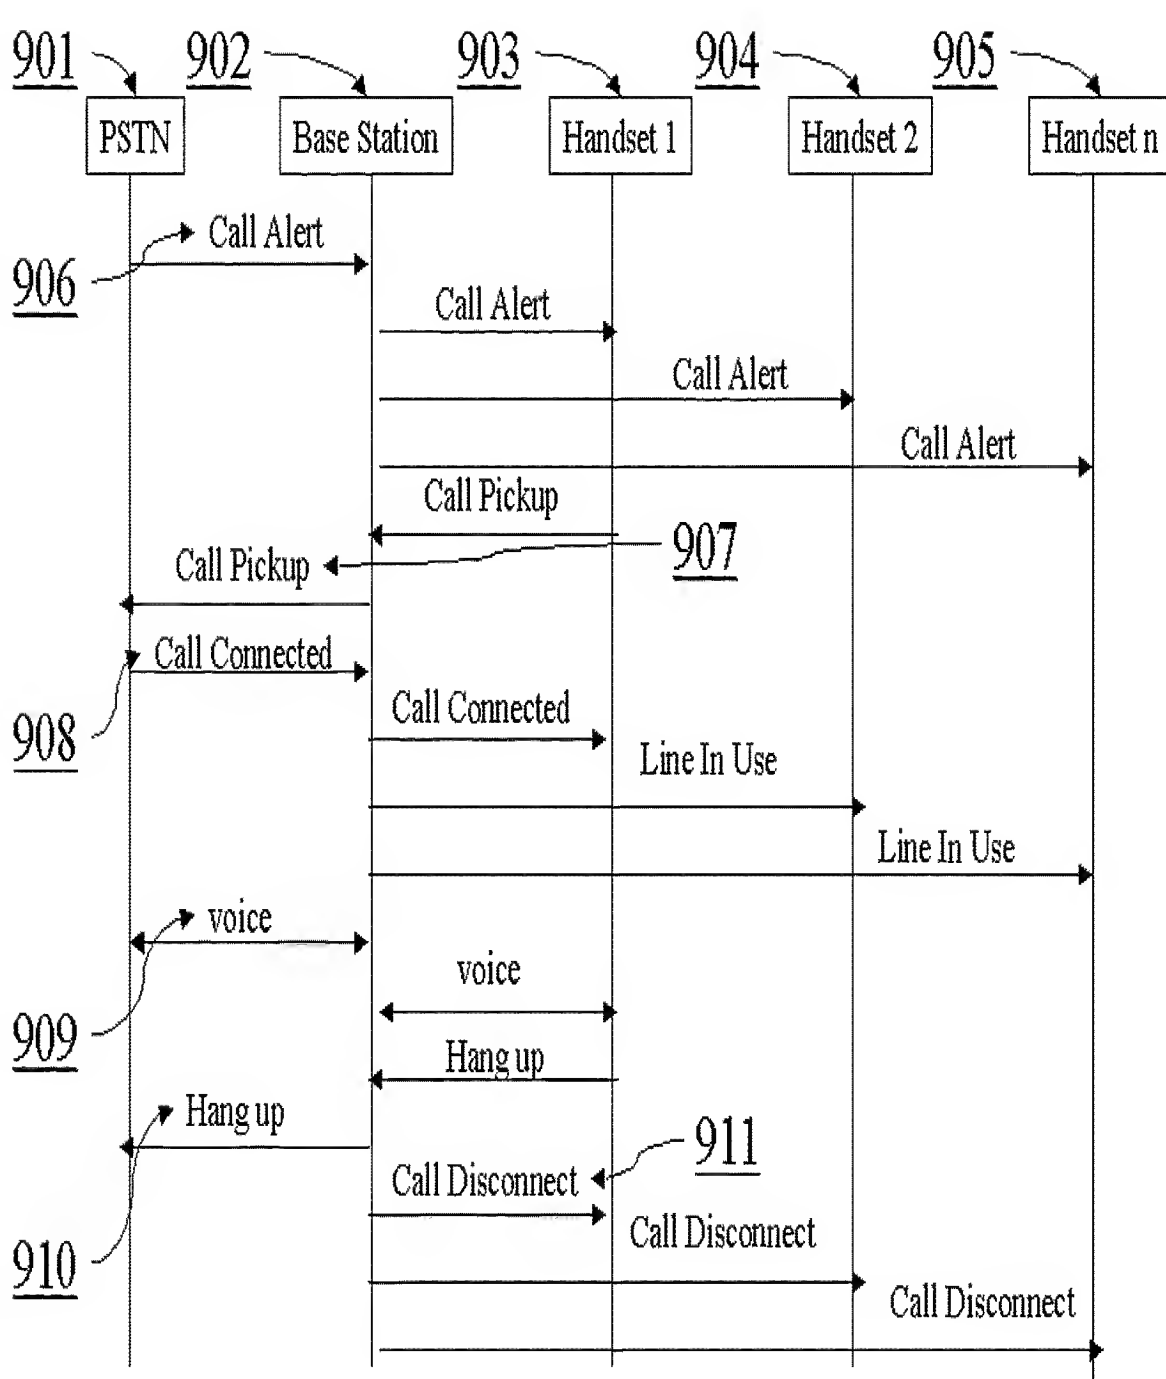 901 902 903 904 905
PSTN Base Station Handset 1 Handset 2 Handset n
Call Alert
906
Call Alert
Call Alert
Call Alert
Call Pickup
907
Call Pickup
Call Connected
Call Connected
908
Line In Use
Line In Use
voice
voice
909
Hang up
Hang up
911
Call Disconnect
Call Disconnect
910
Call Disconnect